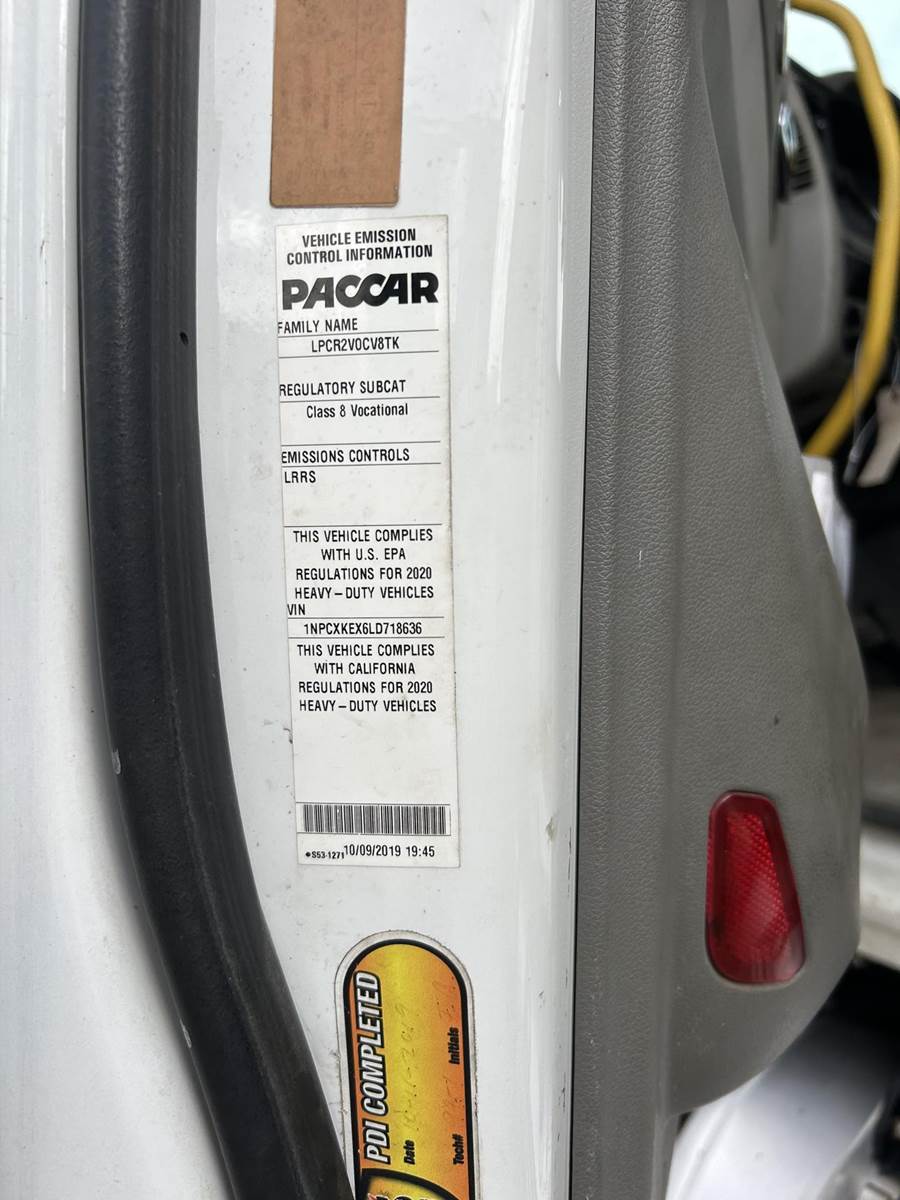 VEHICLE EMISSION
CONTROL INFORMATION
PACCAR
FAMILY NAME
LPCR2VOCV8TK
REGULATORY SUBCAT
Class 8 Vocational
EMISSIONS CONTROLS
LRRS
THIS VEHICLE COMPLIES
WITH U.S. EPA
REGULATIONS FOR 2020
HEAVY-DUTY VEHICLES
VIN
1NPCXKEX6LD718636
THIS VEHICLE COMPLIES
WITH CALIFORNIA
REGULATIONS FOR 2020
HEAVY-DUTY VEHICLES
S53-1271 10/09/2019 19:45
PDI COMPLETED
Date
Tech# Initials